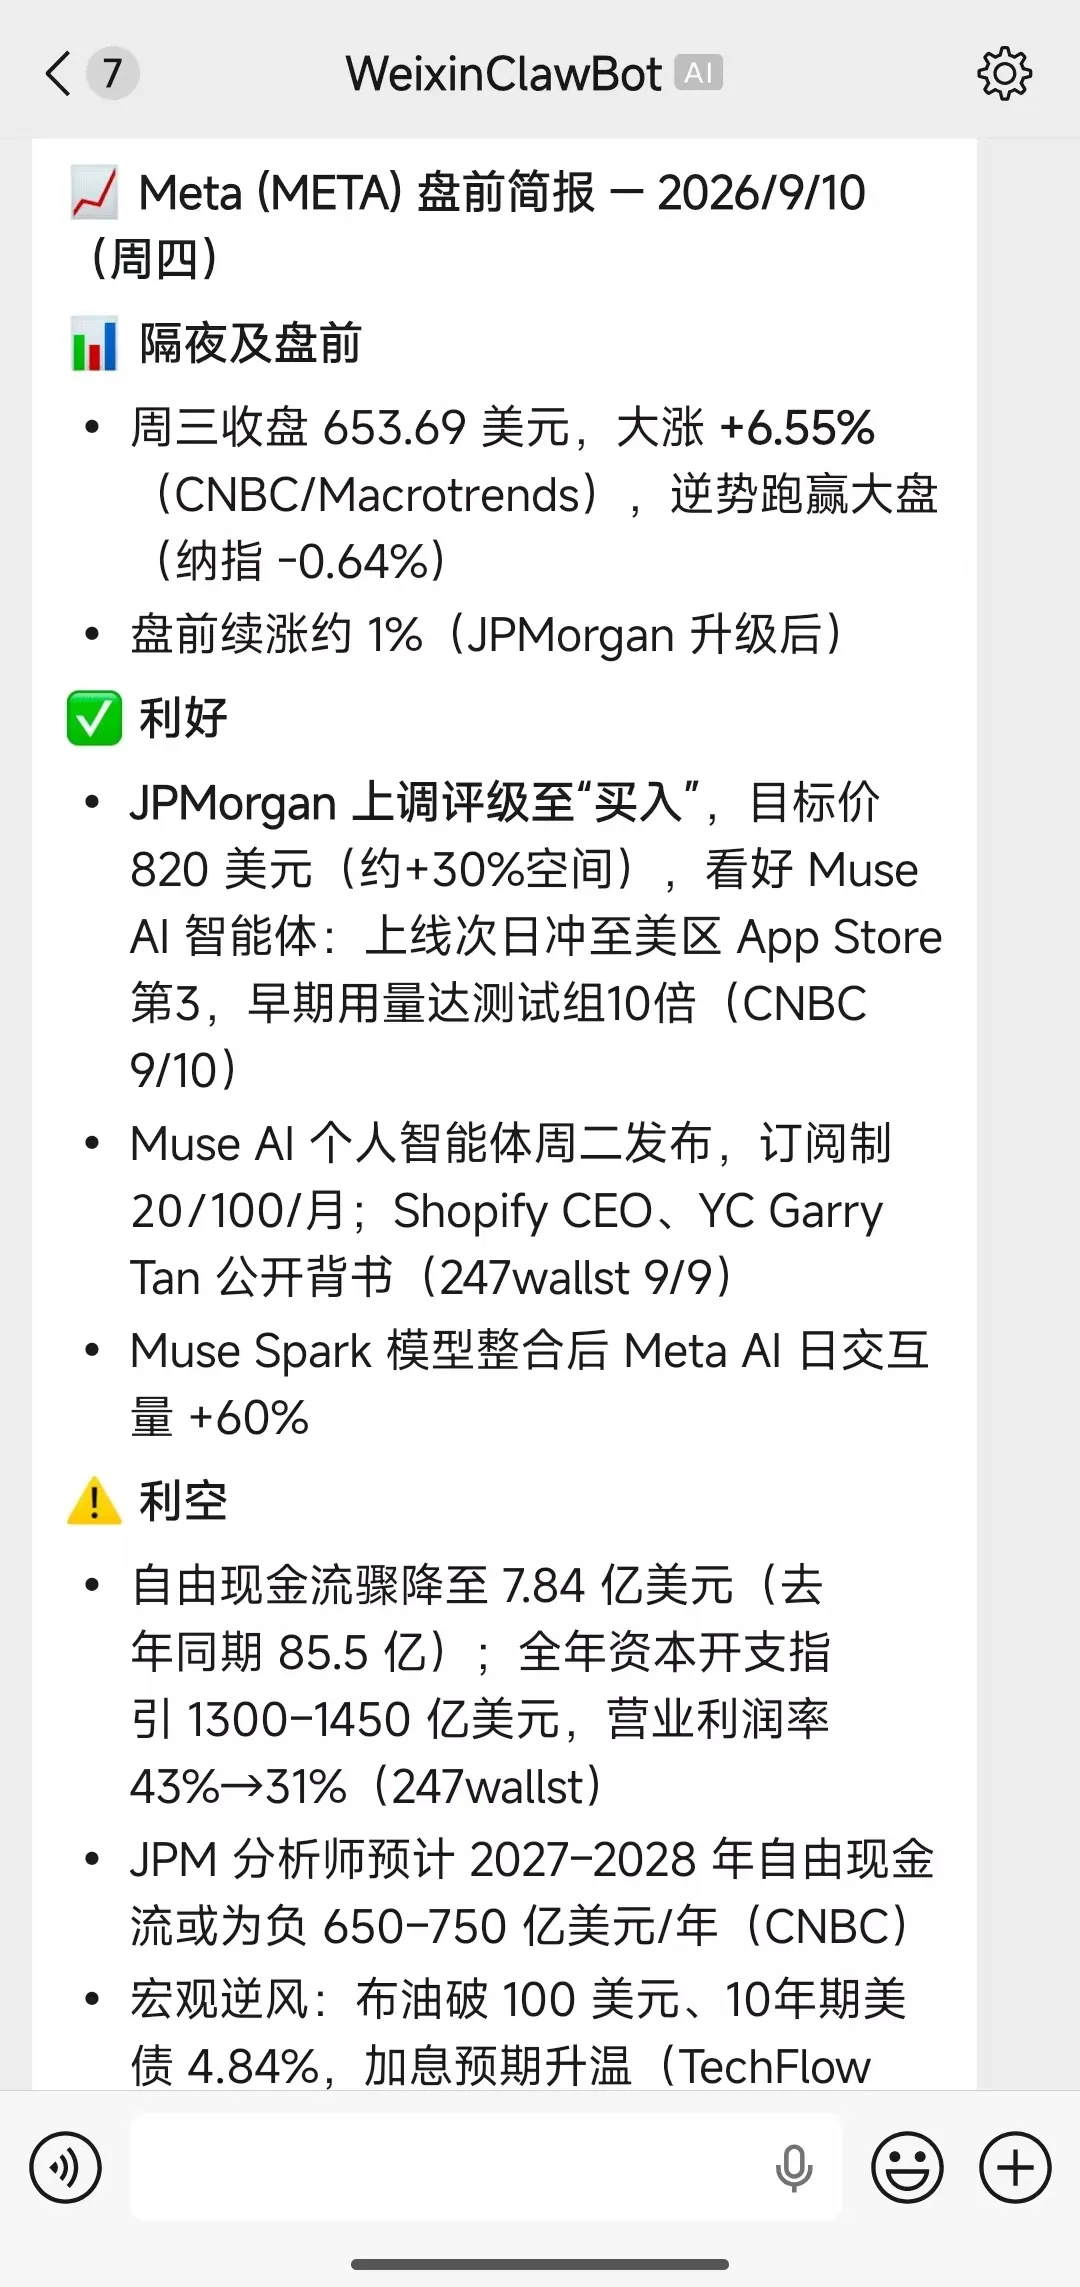 7
WeixinClawBot AI
Meta (META) 盘前简报 — 2026/9/10
（周四）
隔夜及盘前
• 周三收盘 653.69 美元，大涨 +6.55%
（CNBC/Macrotrends），逆势跑赢大盘
（纳指 -0.64%）
• 盘前续涨约 1%（JPMorgan 升级后）
利好
• JPMorgan 上调评级至“买入”，目标价
820 美元（约+30%空间），看好 Muse
AI 智能体：上线次日冲至美区 App Store
第3，早期用量达测试组10倍（CNBC
9/10）
• Muse AI 个人智能体周二发布，订阅制
20/100/月；Shopify CEO、YC Garry
Tan 公开背书（247wallst 9/9）
• Muse Spark 模型整合后 Meta AI 日交互
量 +60%
利空
• 自由现金流骤降至 7.84 亿美元（去
年同期 85.5 亿）；全年资本开支指
引 1300–1450 亿美元，营业利润率
43%→31%（247wallst）
• JPM 分析师预计 2027–2028 年自由现金
流或为负 650–750 亿美元/年（CNBC）
• 宏观逆风：布油破 100 美元、10年期美
债 4.84%，加息预期升温（TechFlow